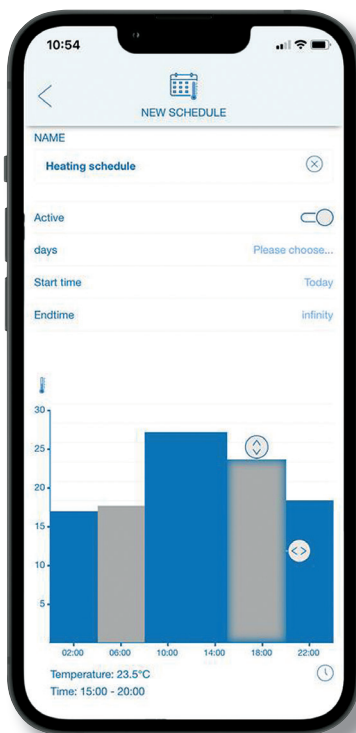 10:54
NEW SCHEDULE
NAME
Heating schedule
Active
days Please choose...
Start time Today
Endtime infinity
30
25
20
15
10
5
02:00 06:00 10:00 14:00 18:00 22:00
Temperature: 23.5°C
Time: 15:00 - 20:00